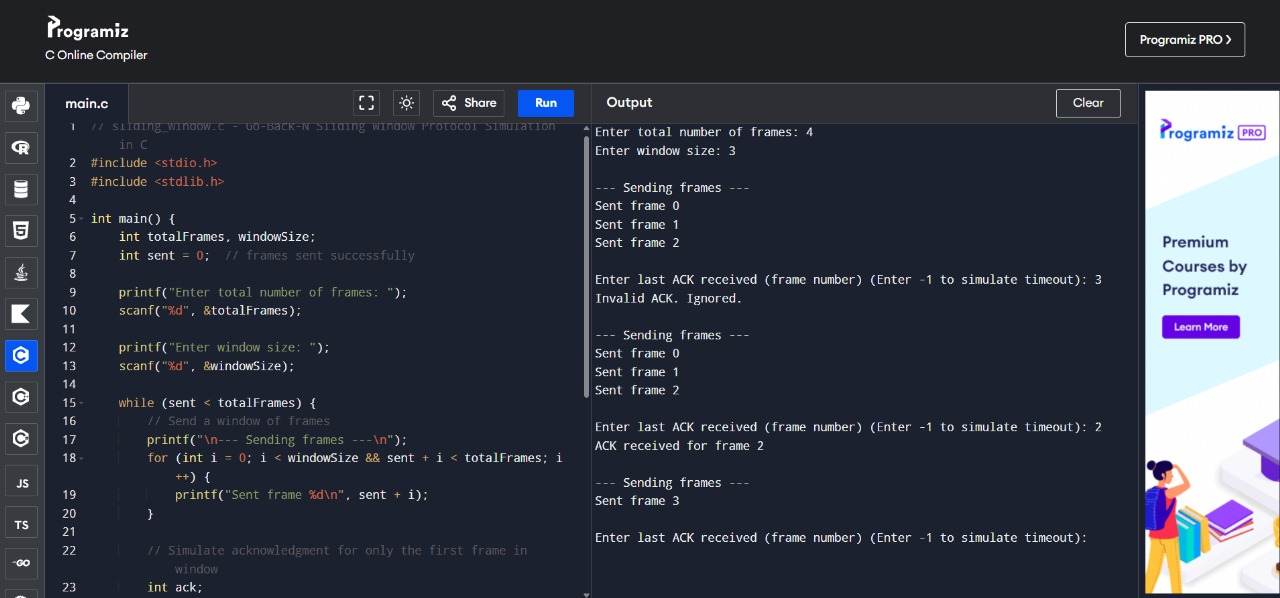 Programiz
C Online Compiler
Programiz PRO
main.c
Share
Run
Output
Clear
1 // sliding_window.c - Go-Back-N Sliding Window Protocol Simulation
in C
2 #include <stdio.h>
3 #include <stdlib.h>
4
5 int main() {
6 int totalFrames, windowSize;
7 int sent = 0; // frames sent successfully
8
9 printf("Enter total number of frames: ");
10 scanf("%d", &totalFrames);
11
12 printf("Enter window size: ");
13 scanf("%d", &windowSize);
14
15 while (sent < totalFrames) {
16 // Send a window of frames
17 printf("\n--- Sending frames ---\n");
18 for (int i = 0; i < windowSize && sent + i < totalFrames; i
++) {
19 printf("Sent frame %d\n", sent + i);
20 }
21
22 // Simulate acknowledgment for only the first frame in
window
23 int ack;
Enter total number of frames: 4
Enter window size: 3
--- Sending frames ---
Sent frame 0
Sent frame 1
Sent frame 2
Enter last ACK received (frame number) (Enter -1 to simulate timeout): 3
Invalid ACK. Ignored.
--- Sending frames ---
Sent frame 0
Sent frame 1
Sent frame 2
Enter last ACK received (frame number) (Enter -1 to simulate timeout): 2
ACK received for frame 2
--- Sending frames ---
Sent frame 3
Enter last ACK received (frame number) (Enter -1 to simulate timeout):
R
5
C
C
C
JS
TS
GO
Programiz PRO
Premium
Courses by
Programiz
Learn More